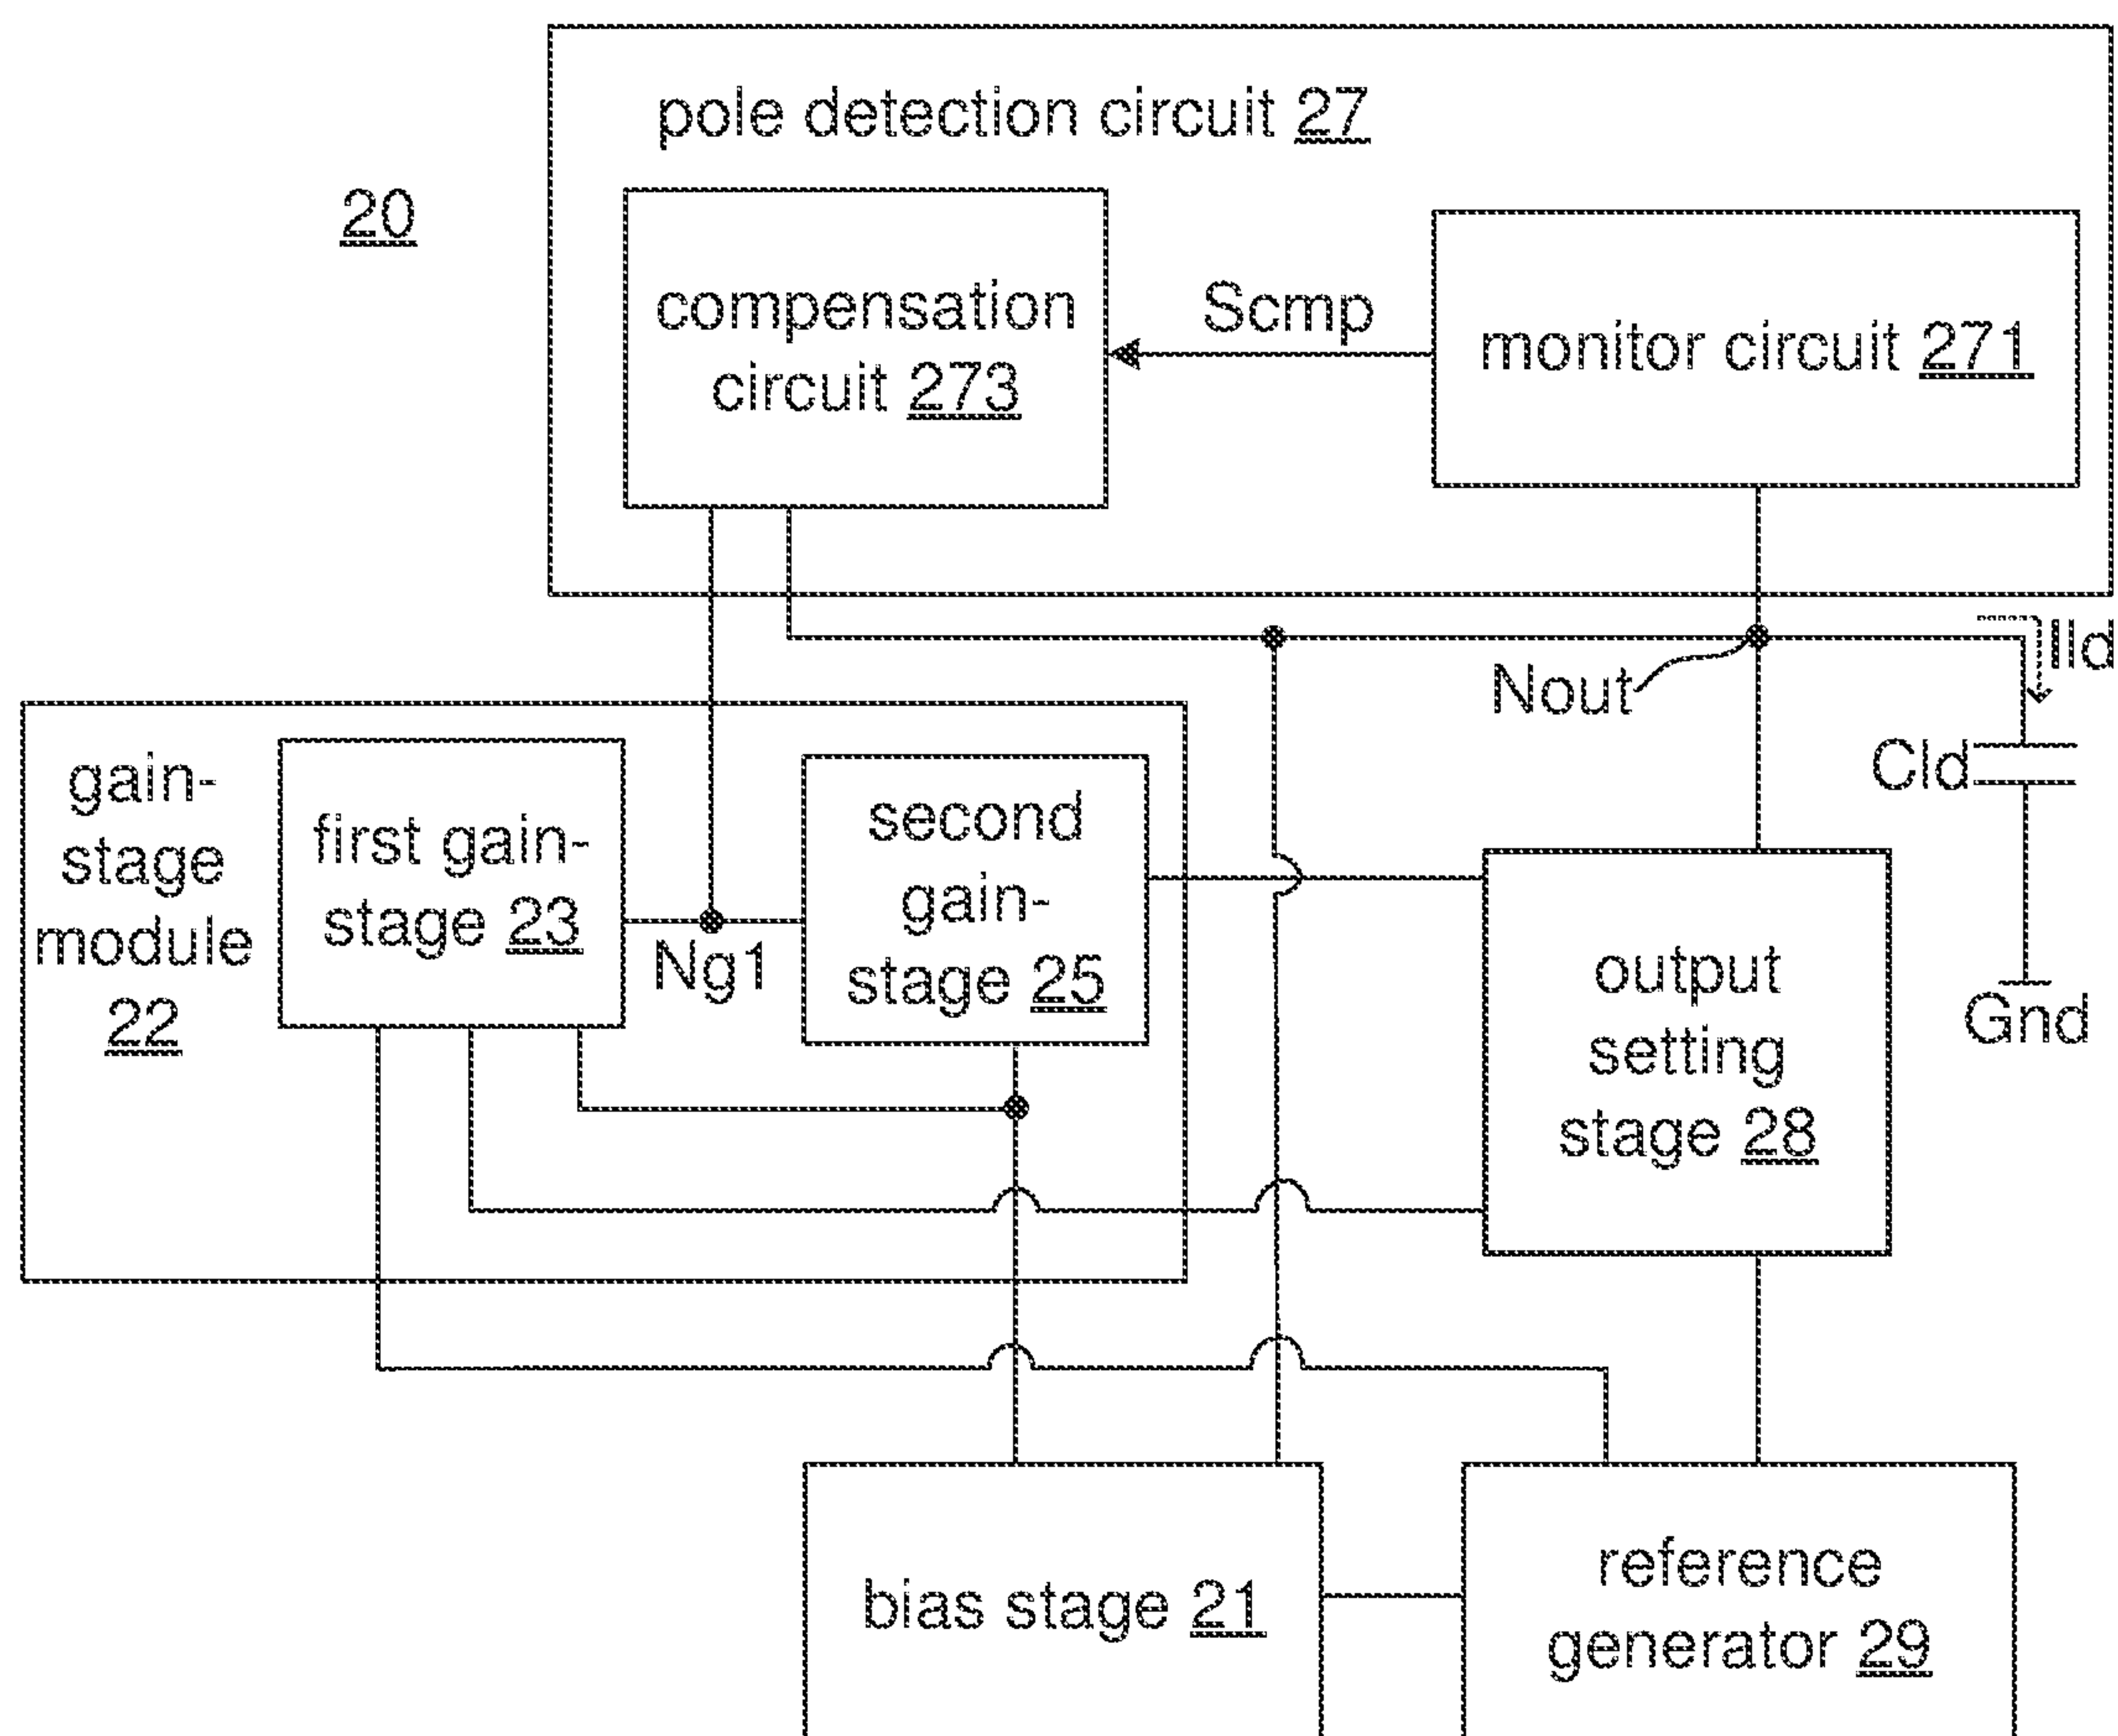 pole detection circuit 27
20
compensation
circuit 273
Scmp
monitor circuit 271
Ild
Nout
Cld
Gnd
gain-
stage
module
22
first gain-
stage 23
Ng1
second
gain-
stage 25
output
setting
stage 28
bias stage 21
reference
generator 29